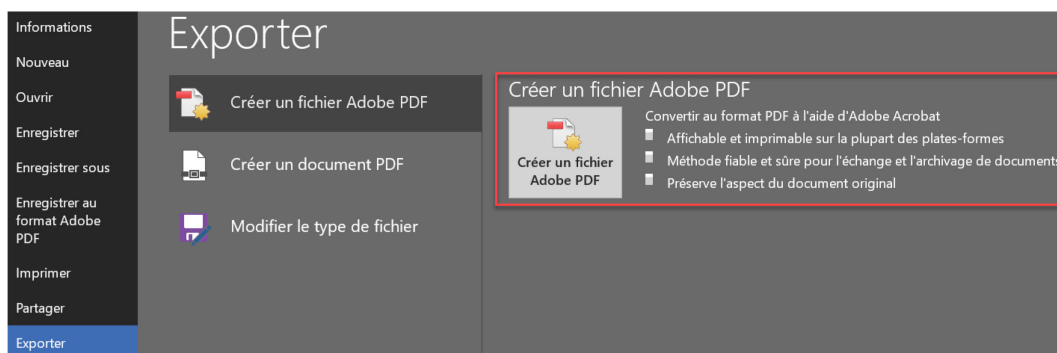 Informations
Nouveau
Ouvrir
Enregistrer
Enregistrer sous
Enregistrer au
format Adobe
PDF
Imprimer
Partager
Exporter
Exporter
Créer un fichier Adobe PDF
Créer un document PDF
Modifier le type de fichier
Créer un fichier Adobe PDF
Créer un fichier
Adobe PDF
Convertir au format PDF à l'aide d'Adobe Acrobat
Affichable et imprimable sur la plupart des plates-formes
Méthode fiable et sûre pour l'échange et l'archivage de documents
Préserve l'aspect du document original